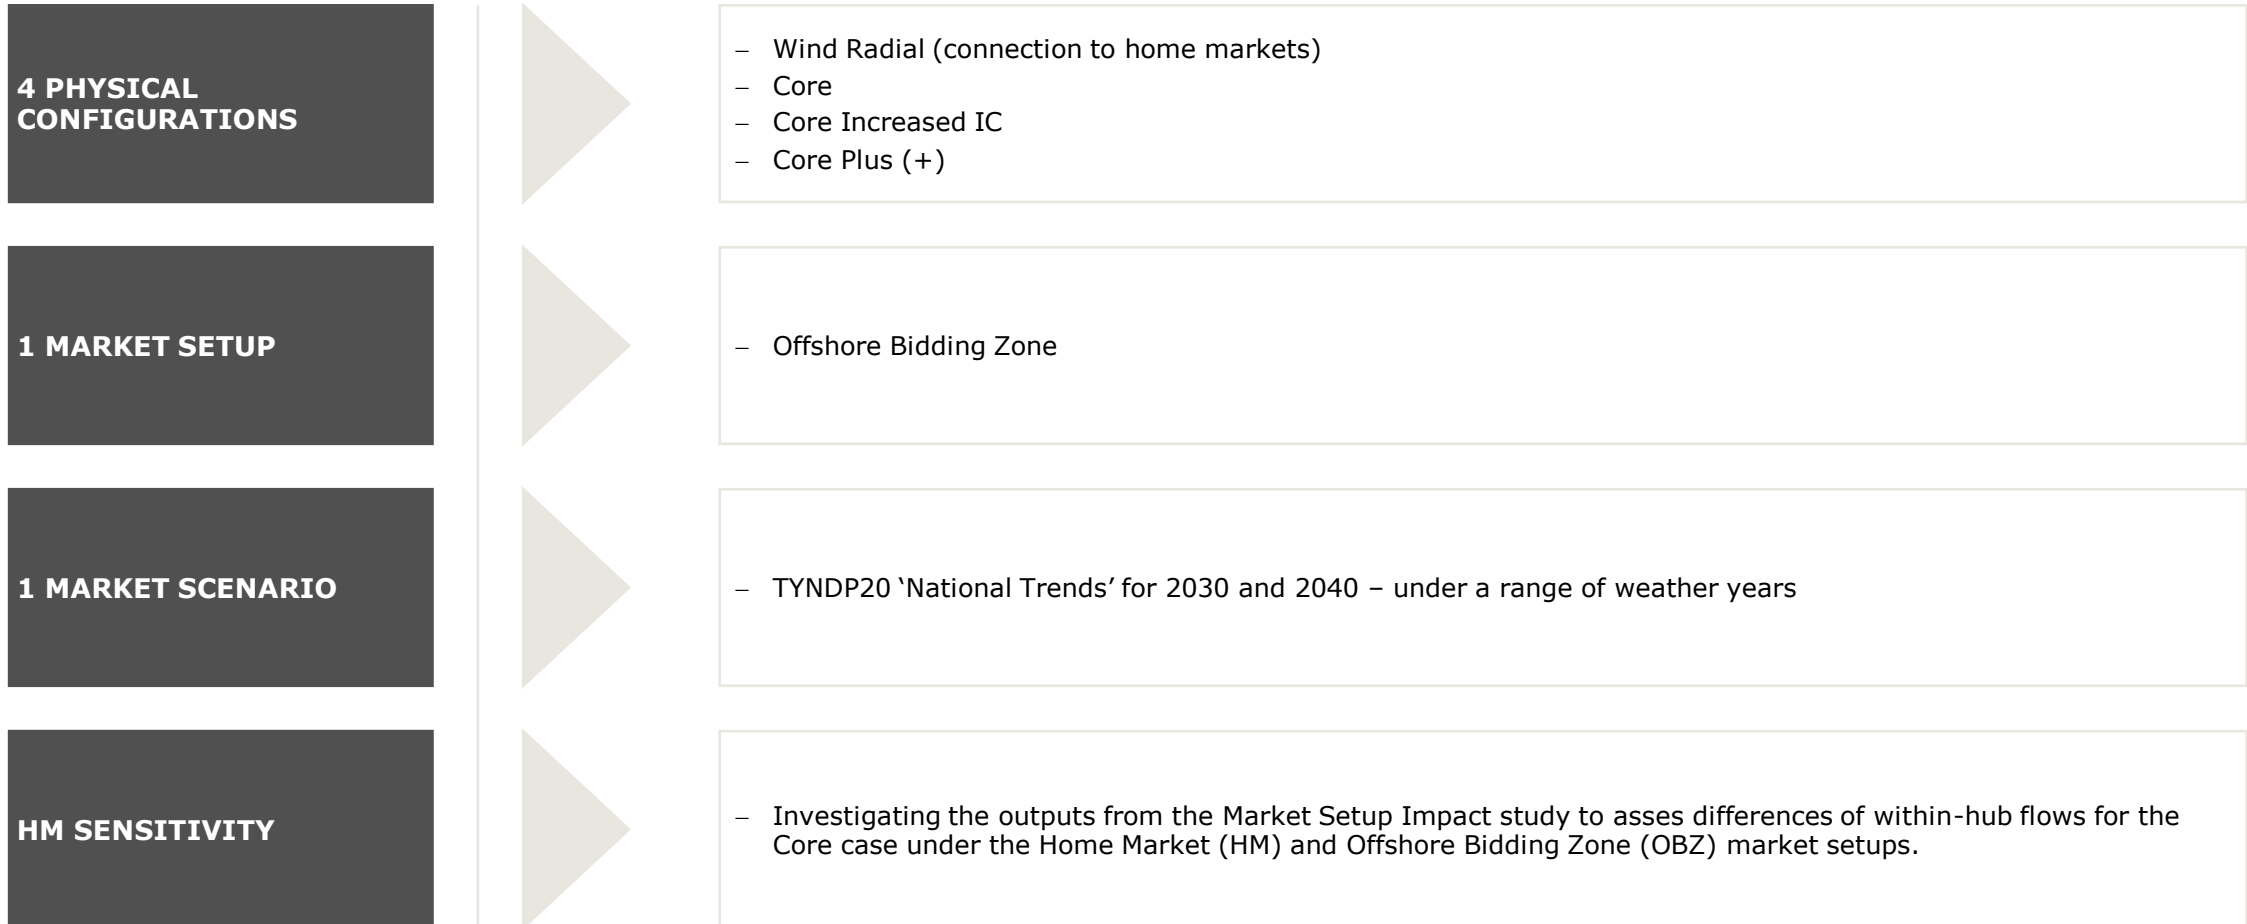 4 PHYSICAL
CONFIGURATIONS
– Wind Radial (connection to home markets)
– Core
– Core Increased IC
– Core Plus (+)
1 MARKET SETUP
– Offshore Bidding Zone
1 MARKET SCENARIO
– TYNDP20 ‘National Trends’ for 2030 and 2040 – under a range of weather years
HM SENSITIVITY
– Investigating the outputs from the Market Setup Impact study to asses differences of within-hub flows for the
Core case under the Home Market (HM) and Offshore Bidding Zone (OBZ) market setups.